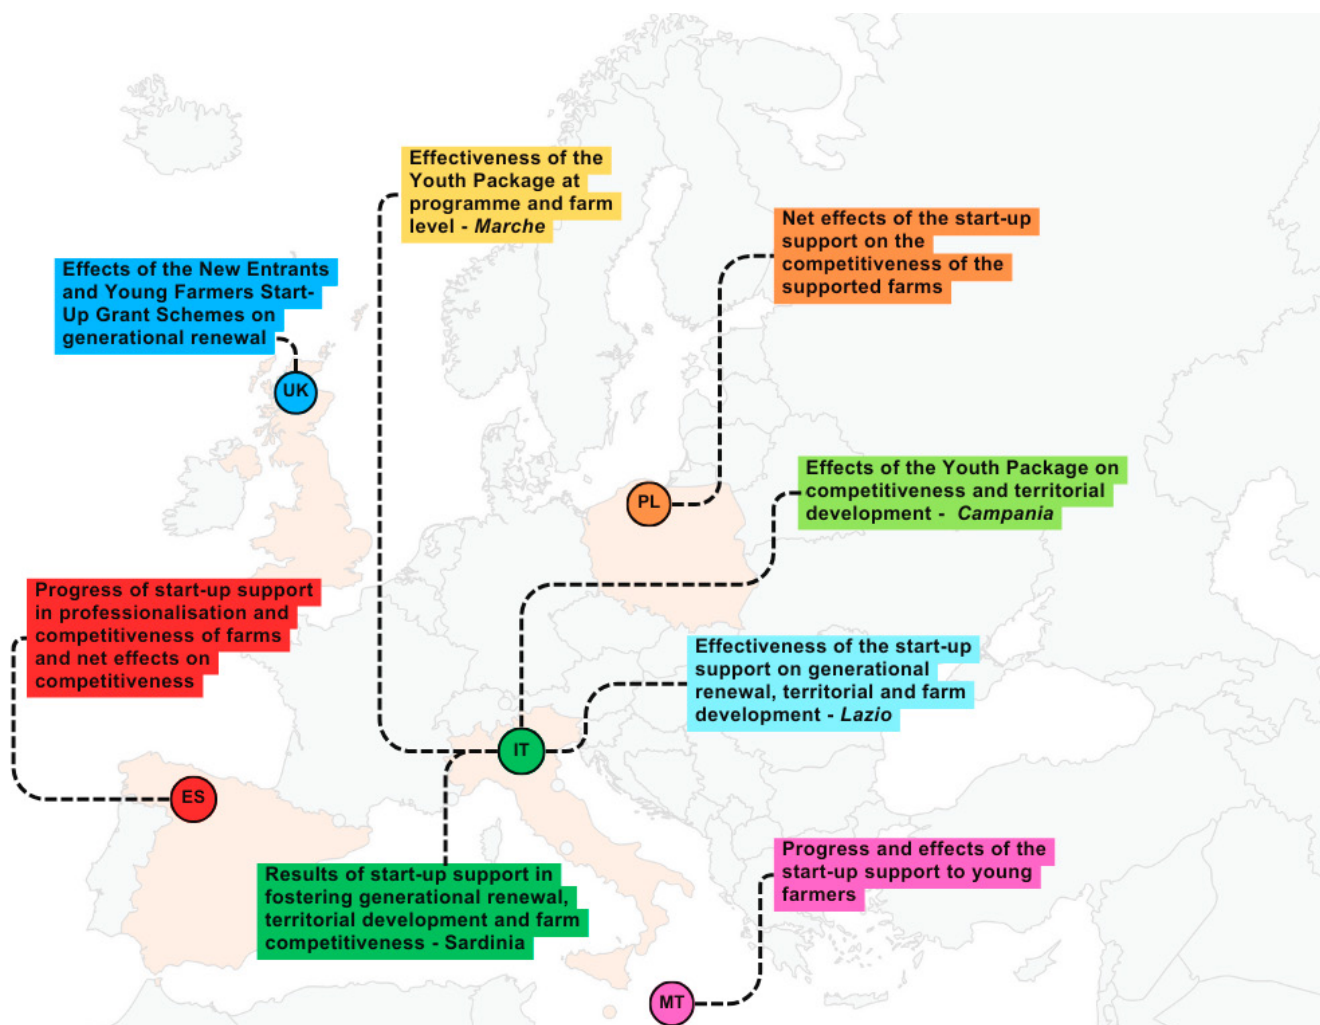 Effectiveness of the
Youth Package at
programme and farm
level - Marche
Net effects of the start-up
support on the
competitiveness of the
supported farms
Effects of the New Entrants
and Young Farmers Start-
Up Grant Schemes on
generational renewal
UK
Effects of the Youth Package on
competitiveness and territorial
development - Campania
PL
Progress of start-up support
in professionalisation and
competitiveness of farms
and net effects on
competitiveness
Effectiveness of the start-up
support on generational
renewal, territorial and farm
development - Lazio
IT
ES
Results of start-up support in
fostering generational renewal,
territorial development and farm
competitiveness - Sardinia
Progress and effects of the
start-up support to young
farmers
MT